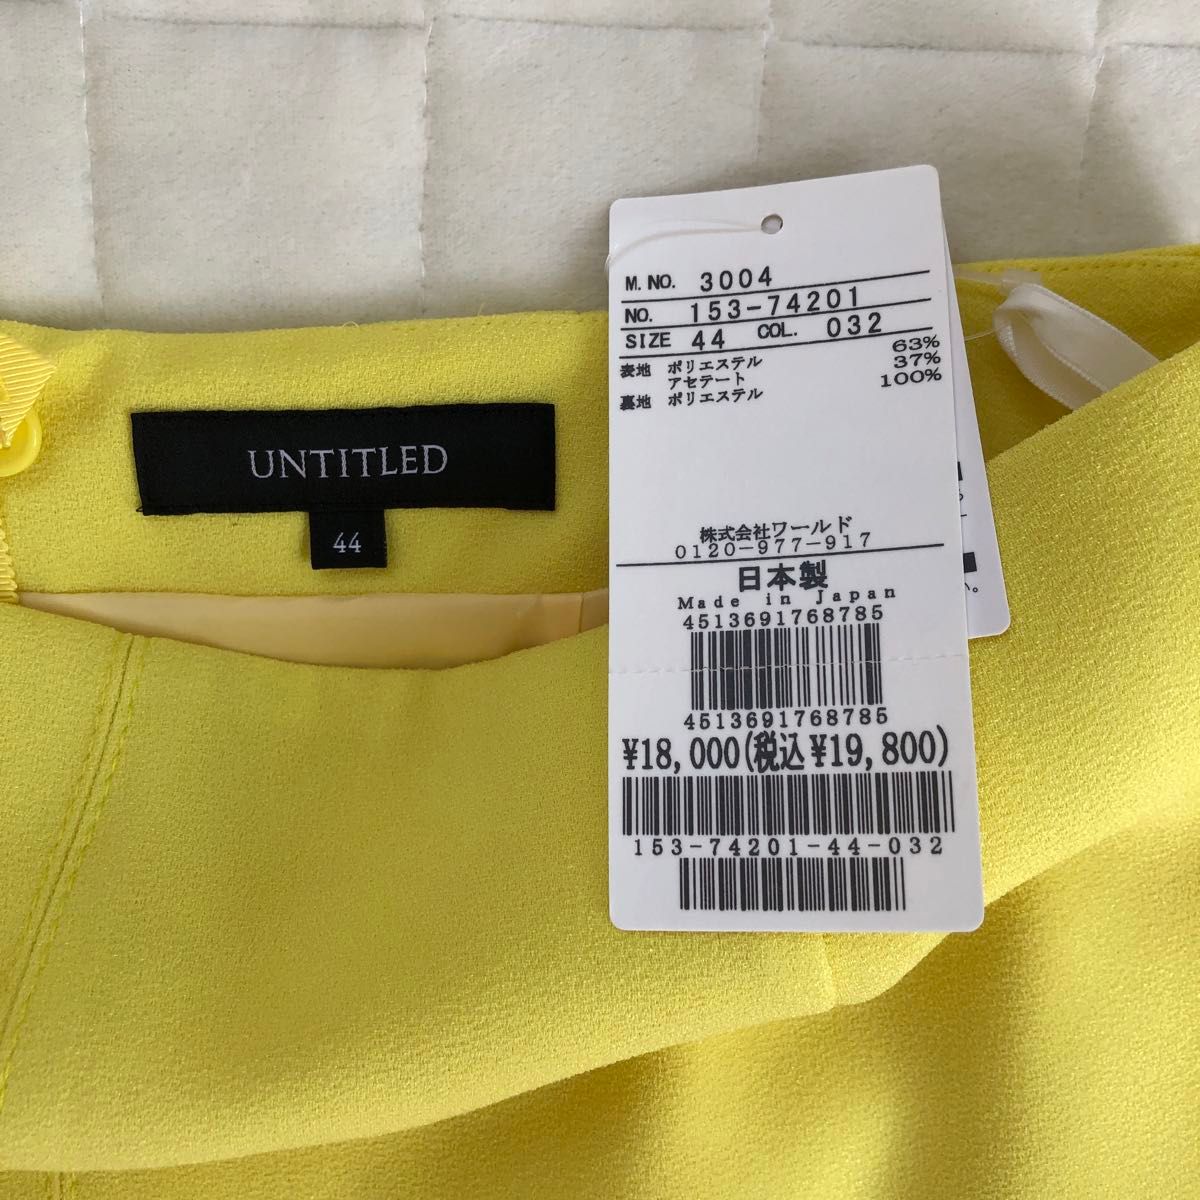 UNTITLED
44
M. NO. 3004
NO. 153-74201
SIZE 44 COL. 032
表地 ポリエステル 63%
アセテート 37%
裏地 ポリエステル 100%
株式会社ワールド
0120-977-917
日本製
Made in Japan
4513691768785
4513691768785
¥18,000(税込¥19,800)
153-74201-44-032
い。